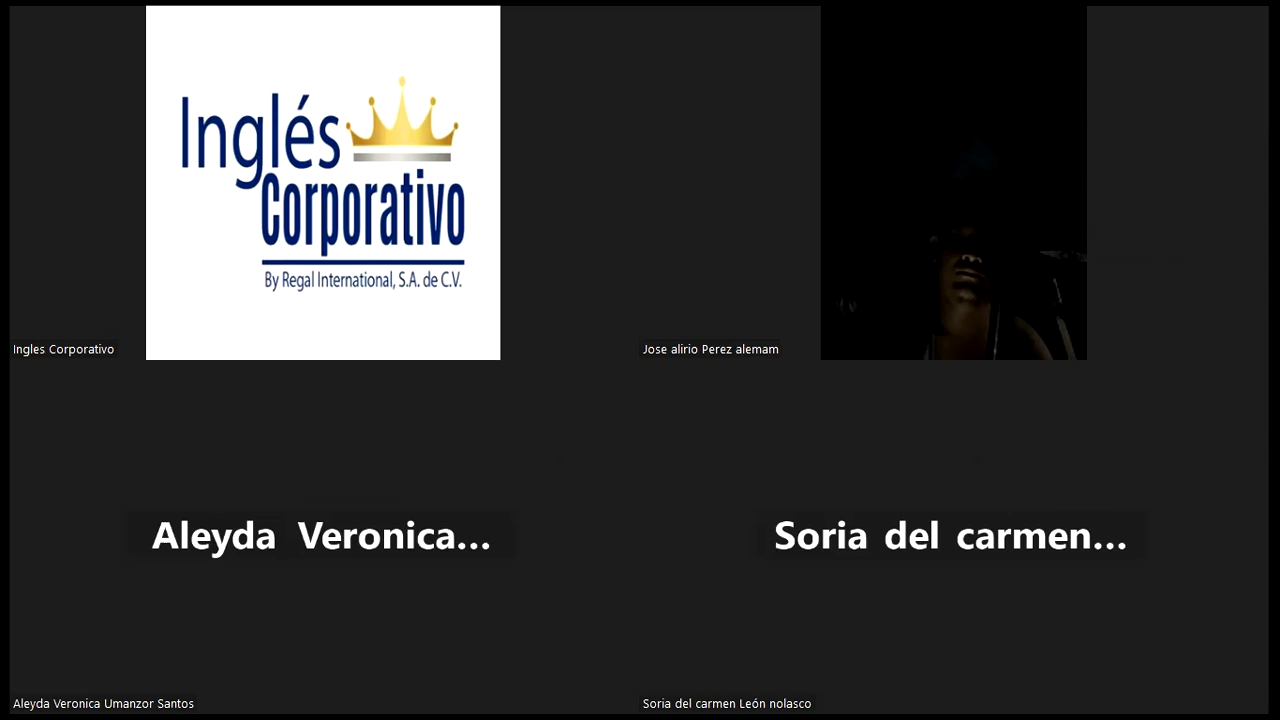 Inglés
Corporativo
By Regal International, S.A. de C.V.
Ingles Corporativo
Jose alirio Perez alemam
Aleyda Veronica...
Soria del carmen...
Aleyda Veronica Umanzor Santos
Soria del carmen León nolasco